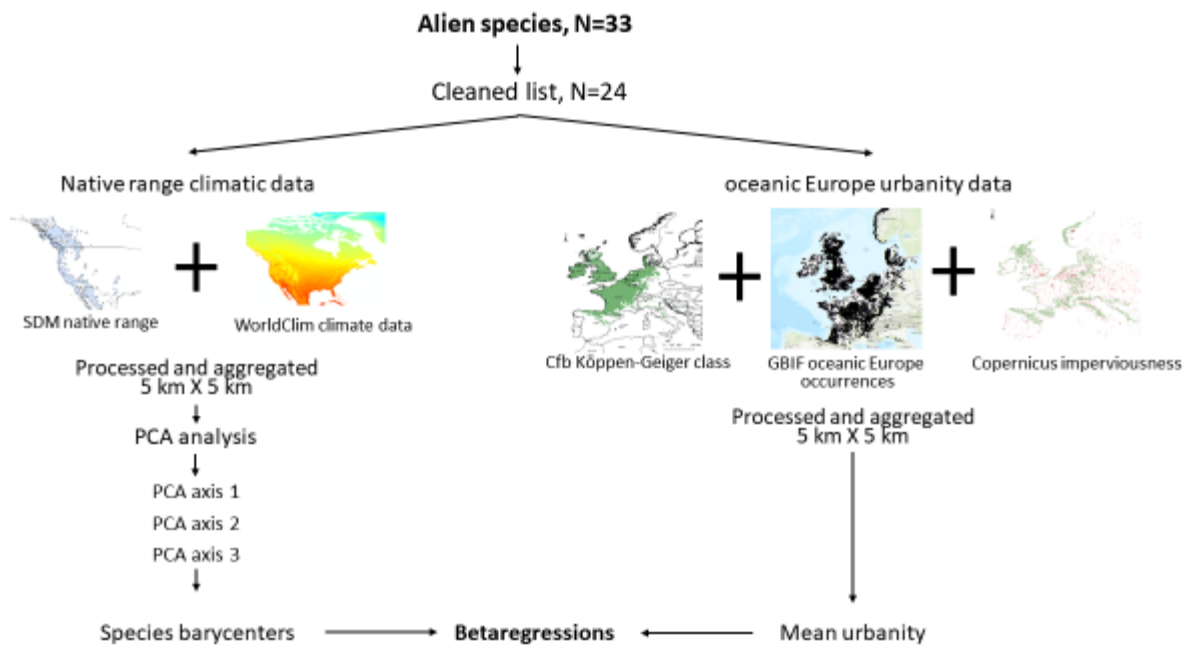 Alien species, N=33
Cleaned list, N=24
Native range climatic data
SDM native range
WorldClim climate data
Processed and aggregated
5 km X 5 km
PCA analysis
PCA axis 1
PCA axis 2
PCA axis 3
Species barycenters
oceanic Europe urbanity data
Cfb Köppen-Geiger class
GBIF oceanic Europe
occurrences
Copernicus imperviousness
Processed and aggregated
5 km X 5 km
Mean urbanity
Betaregressions